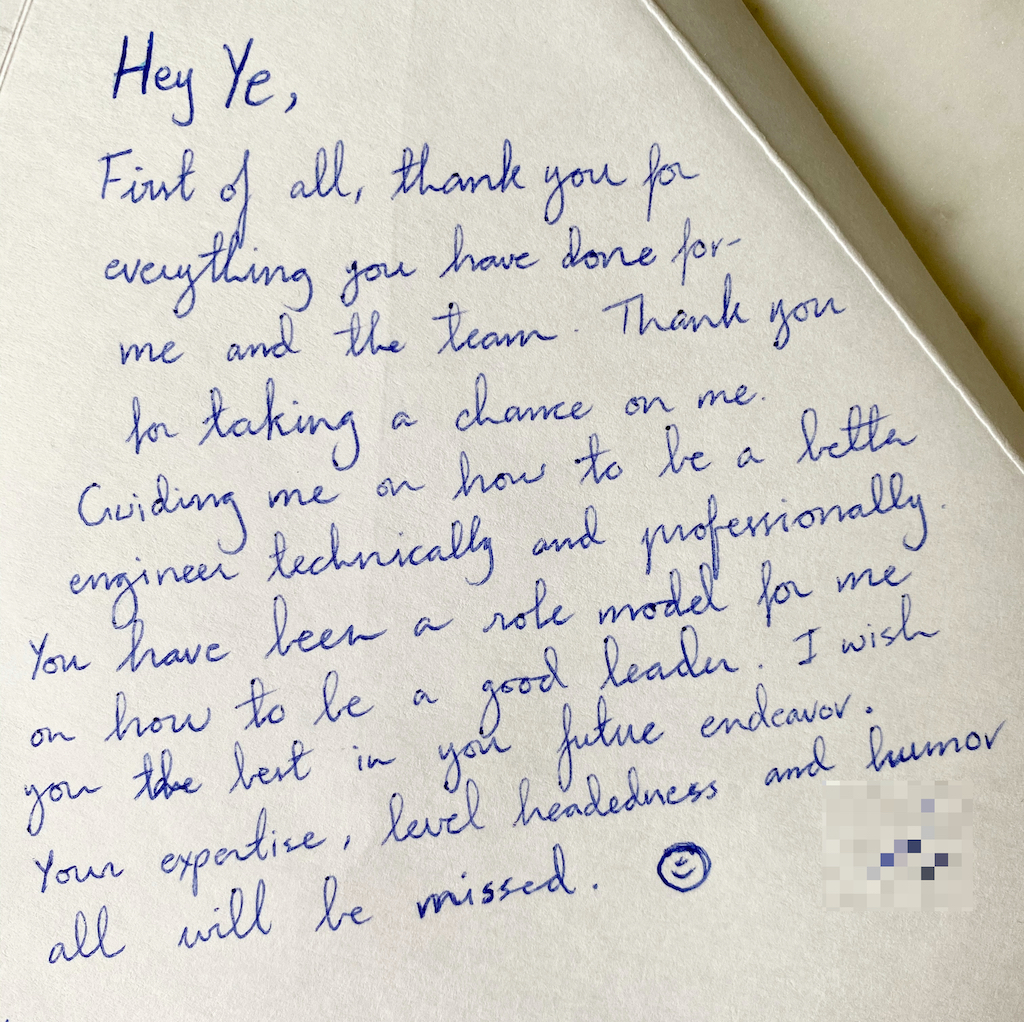 Hey Ye,
First of all, thank you for
everything you have done for
me and the team. Thank you
for taking a chance on me.
Guiding me on how to be a better
engineer technically and professionally.
You have been a role model for me
on how to be a good leader. I wish
you the best in your future endeavor.
Your expertise, level headedness and humor
all will be missed. ☺